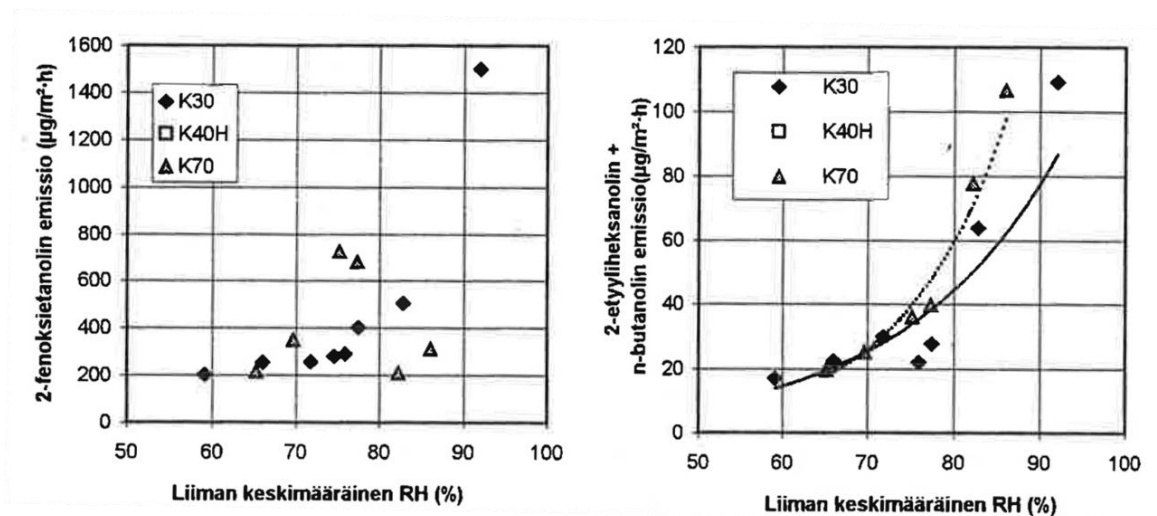 2-fenoksietanolin emissio (µg/m²·h)
1600
1400
1200
1000
800
600
400
200
0
K30
K40H
K70
50 60 70 80 90 100
Liiman keskimääräinen RH (%)
2-etyyliheksanolin +
n-butanolin emissio(µg/m²·h)
120
100
80
60
40
20
0
K30
K40H
K70
50 60 70 80 90 100
Liiman keskimääräinen RH (%)